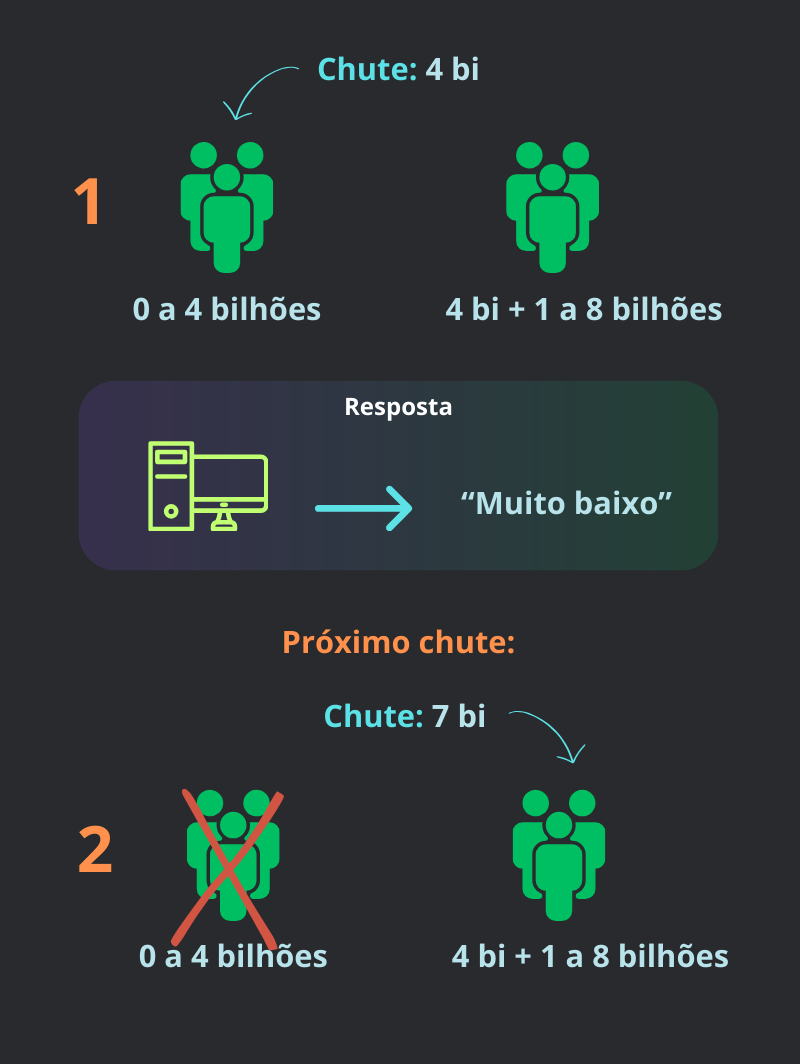 Chute: 4 bi
1
0 a 4 bilhões
4 bi + 1 a 8 bilhões
Resposta
“Muito baixo”
Próximo chute:
Chute: 7 bi
2
0 a 4 bilhões
4 bi + 1 a 8 bilhões